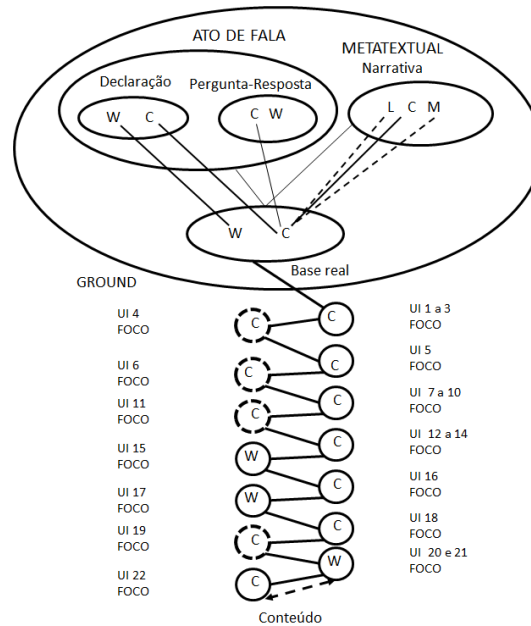 ATO DE FALA
METATEXTUAL
Narrativa
Declaração
Pergunta-Resposta
W C
C W
L C M
W C
Base real
GROUND
UI 4
FOCO
C
C
UI 1 a 3
FOCO
C
UI 5
FOCO
UI 6
FOCO
C
C
UI 7 a 10
FOCO
UI 11
FOCO
C
C
UI 12 a 14
FOCO
UI 15
FOCO
W
C
UI 16
FOCO
UI 17
FOCO
W
C
UI 18
FOCO
UI 19
FOCO
C
W
UI 20 e 21
FOCO
UI 22
FOCO
C
Conteúdo